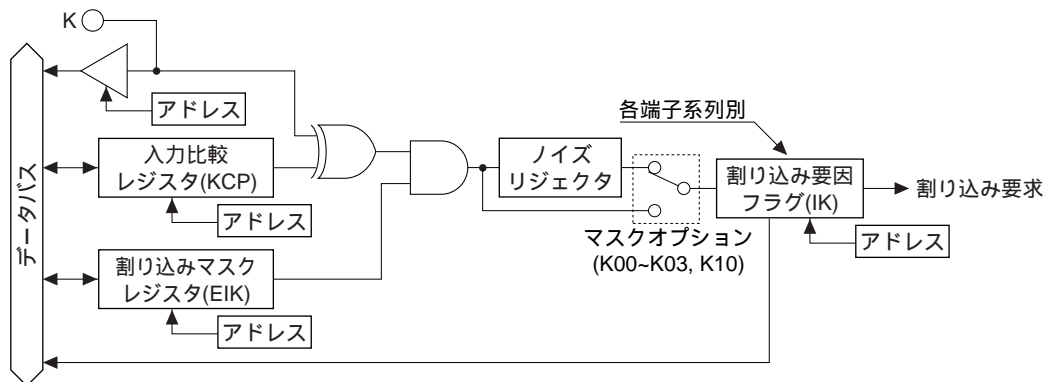 K
アドレス
各端子系列別
入力比較
レジスタ(KCP)
ノイズ
リジェクタ
割り込み要因
フラグ(IK)
割り込み要求
アドレス
アドレス
マスクオプション
(K00~K03, K10)
データバス
割り込みマスク
レジスタ(EIK)
アドレス